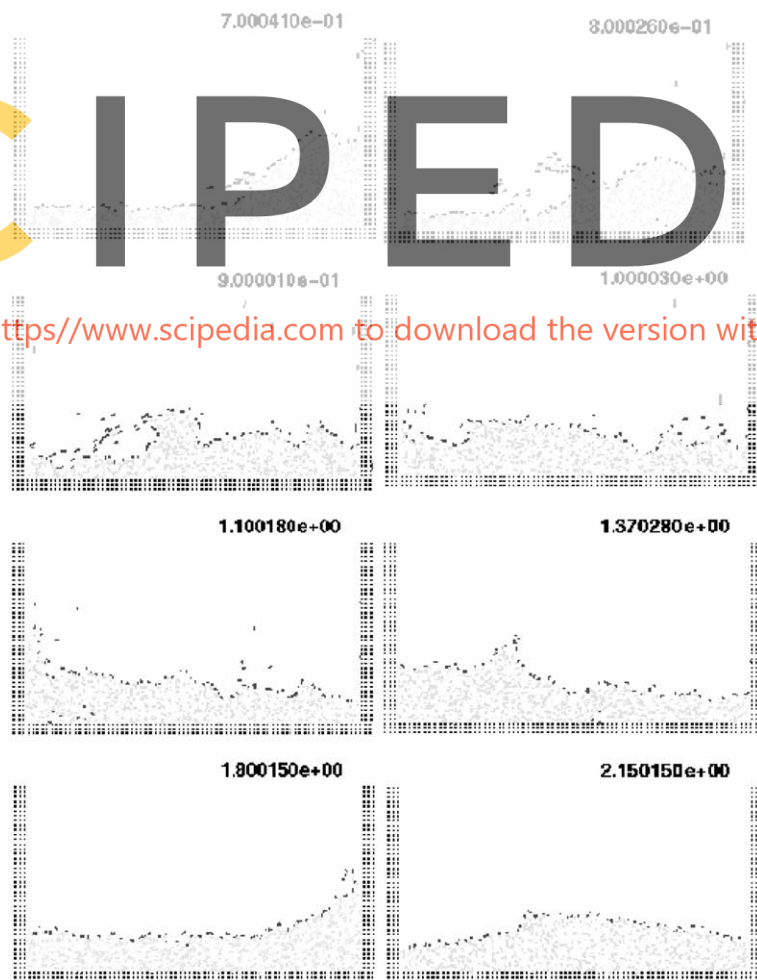 7.000410e−01
8.000260e−01
CIPED
9.000010e−01
1.000030e+00
ttps//www.scipedia.com to download the version wit
1.100180e+00
1.370280e+00
1.800150e+00
2.150150e+00